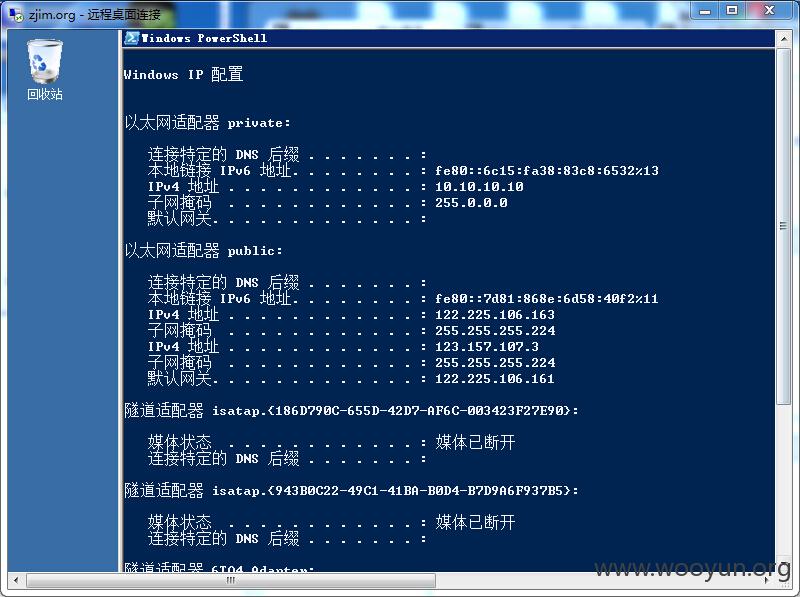 zjim.org - 远程桌面连接
回收站
Windows PowerShell
Windows IP 配置
以太网适配器 private:
连接特定的 DNS 后缀 . . . . . . . :
本地链接 IPv6 地址. . . . . . . . : fe80::6c15:fa38:83c8:6532%13
IPv4 地址 . . . . . . . . . . . . : 10.10.10.10
子网掩码 . . . . . . . . . . . . : 255.0.0.0
默认网关. . . . . . . . . . . . . :
以太网适配器 public:
连接特定的 DNS 后缀 . . . . . . . :
本地链接 IPv6 地址. . . . . . . . : fe80::7d81:868e:6d58:40f2%11
IPv4 地址 . . . . . . . . . . . . : 122.225.106.163
子网掩码 . . . . . . . . . . . . : 255.255.255.224
IPv4 地址 . . . . . . . . . . . . : 123.157.107.3
子网掩码 . . . . . . . . . . . . : 255.255.255.224
默认网关. . . . . . . . . . . . . : 122.225.106.161
隧道适配器 isatap.{186D790C-655D-42D7-AF6C-003423F27E90}:
媒体状态 . . . . . . . . . . . . : 媒体已断开
连接特定的 DNS 后缀 . . . . . . . :
隧道适配器 isatap.{943B0C22-49C1-41BA-B0D4-B7D9A6F937B5}:
媒体状态 . . . . . . . . . . . . : 媒体已断开
连接特定的 DNS 后缀 . . . . . . . :
隧道适配器 6TO4 Adapter:
www.wooyun.org